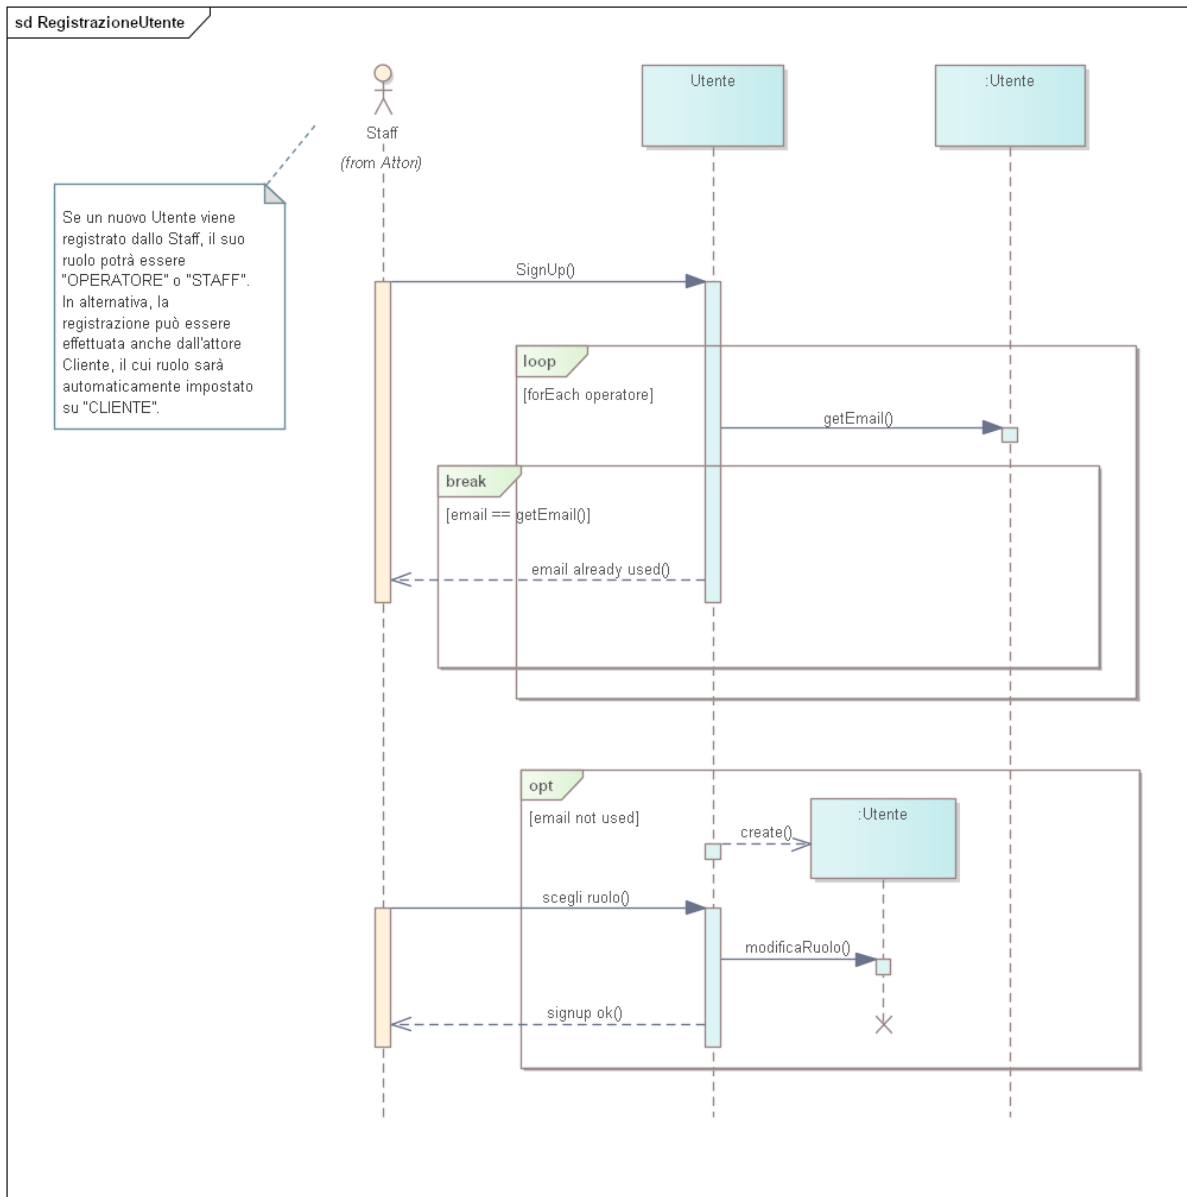 sd RegistrazioneUtente
Utente
:Utente
Staff
(from Attori)
Se un nuovo Utente viene
registrato dallo Staff, il suo
ruolo potrà essere
"OPERATORE" o "STAFF".
In alternativa, la
registrazione può essere
effettuata anche dall'attore
Cliente, il cui ruolo sarà
automaticamente impostato
su "CLIENTE".
SignUp()
loop
[forEach operatore]
getEmail()
break
[email == getEmail()]
email already used()
opt
[email not used]
:Utente
create()
scegli ruolo()
modificaRuolo()
signup ok()